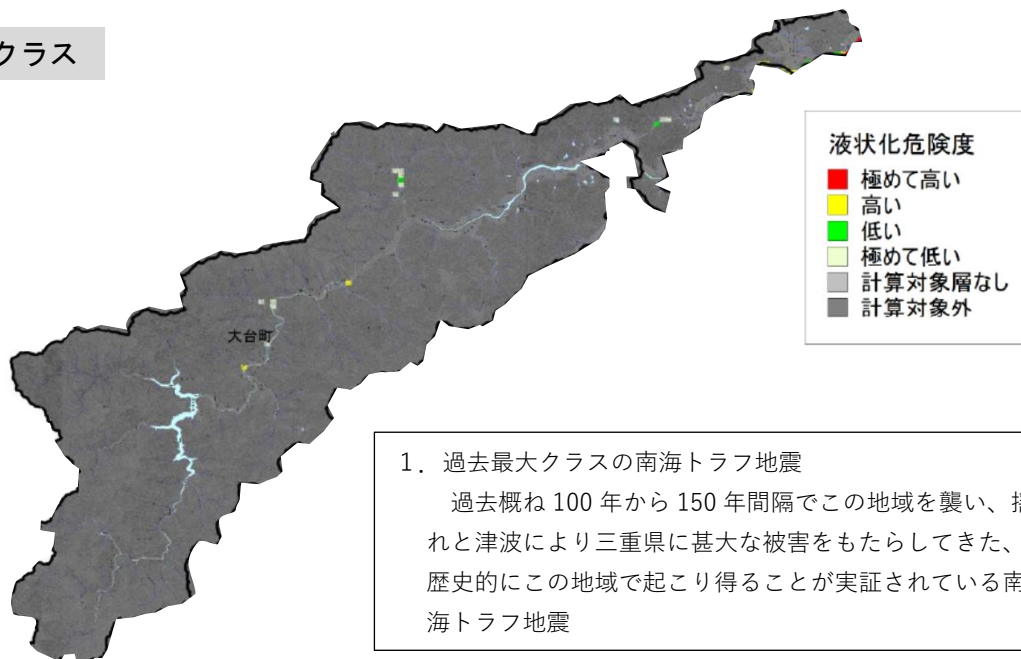 クラス
液状化危険度
極めて高い
高い
低い
極めて低い
計算対象層なし
計算対象外
大台町
1. 過去最大クラスの南海トラフ地震
過去概ね 100 年から 150 年間隔でこの地域を襲い、揺
れと津波により三重県に甚大な被害をもたらしてきた、
歴史的にこの地域で起こり得ることが実証されている南
海トラフ地震